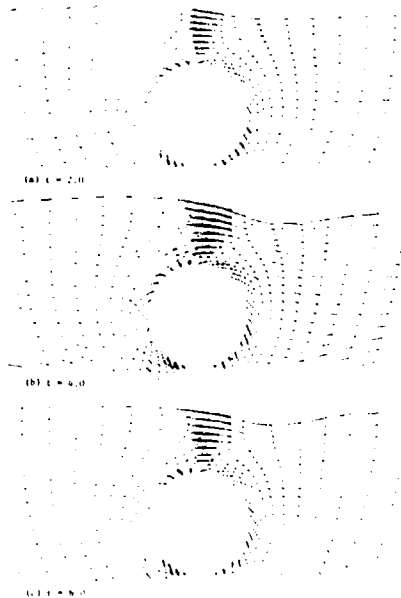 (a) t = 2.0
(b) t = 4.0